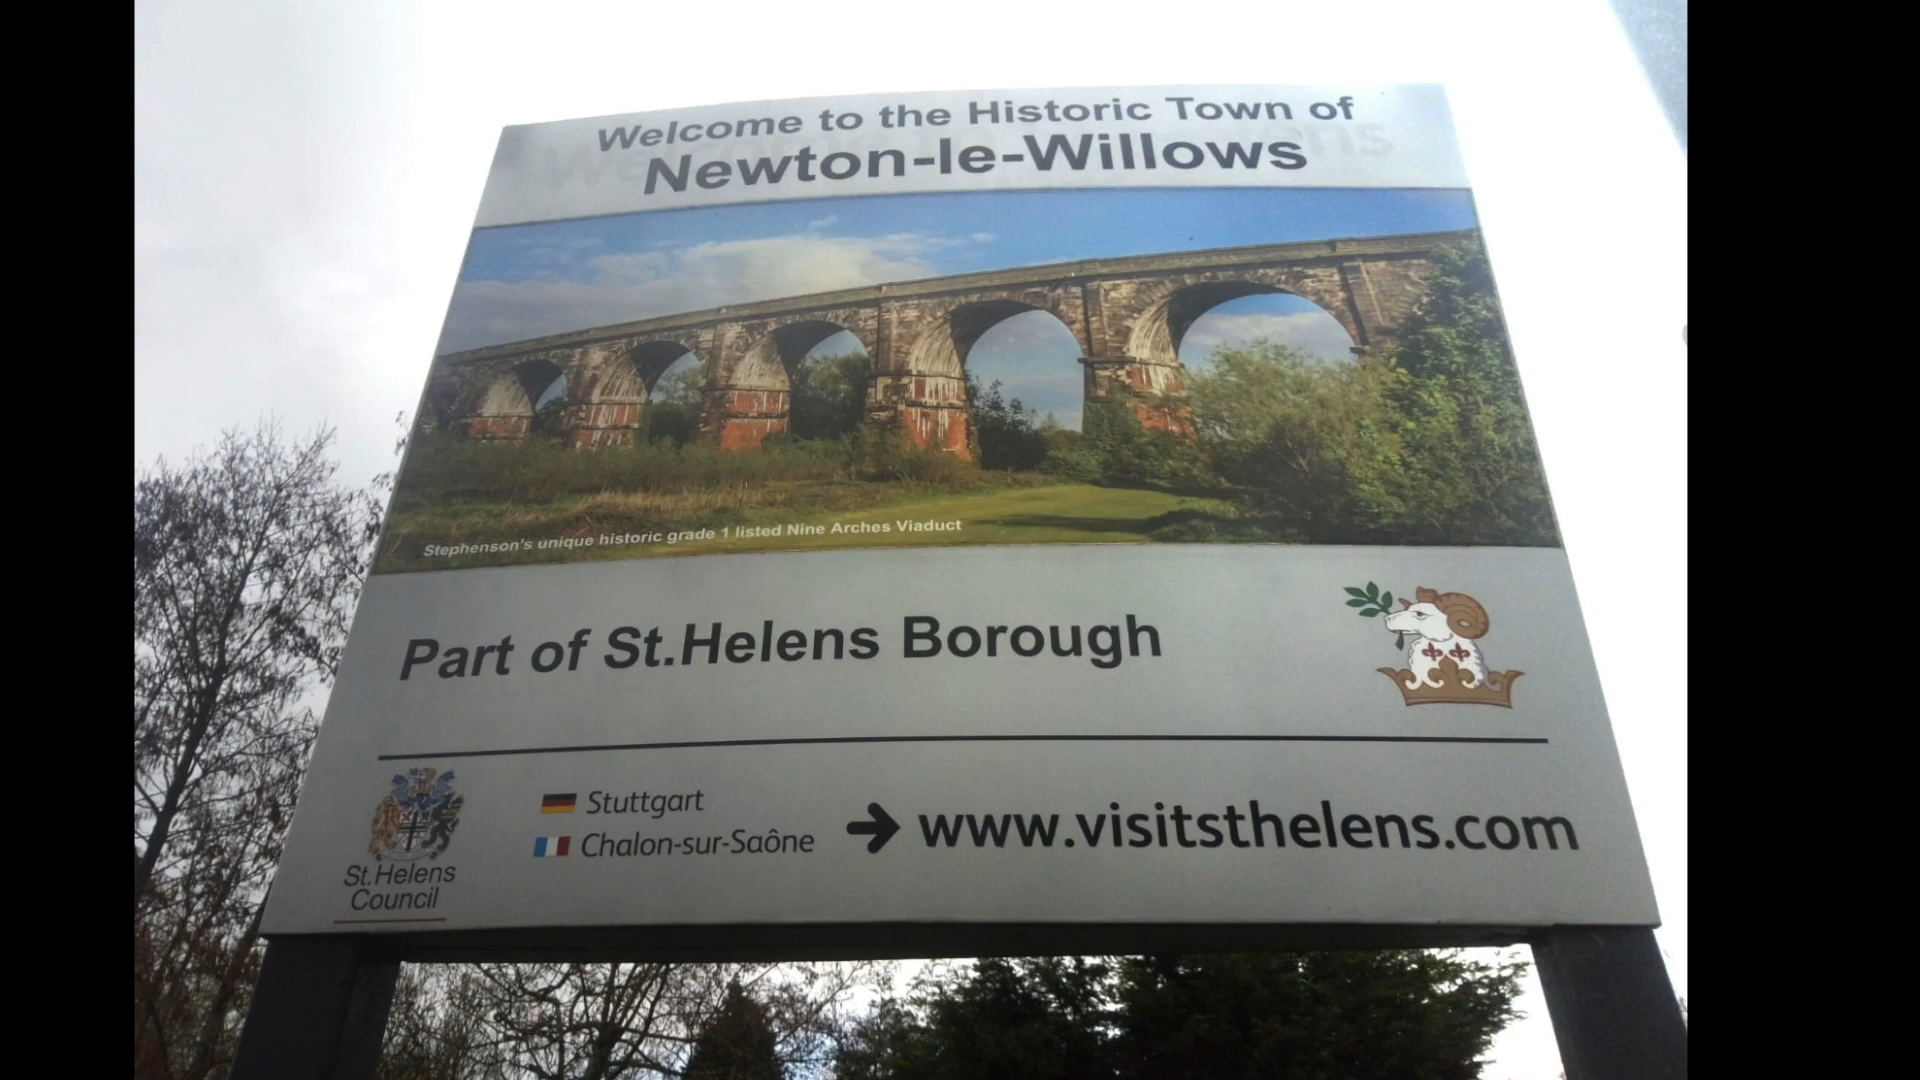 Welcome to the Historic Town of
Newton-le-Willows
Stephenson's unique historic grade 1 listed Nine Arches Viaduct
Part of St.Helens Borough
St.Helens
Council
Stuttgart
Chalon-sur-Saône
www.visitsthelens.com